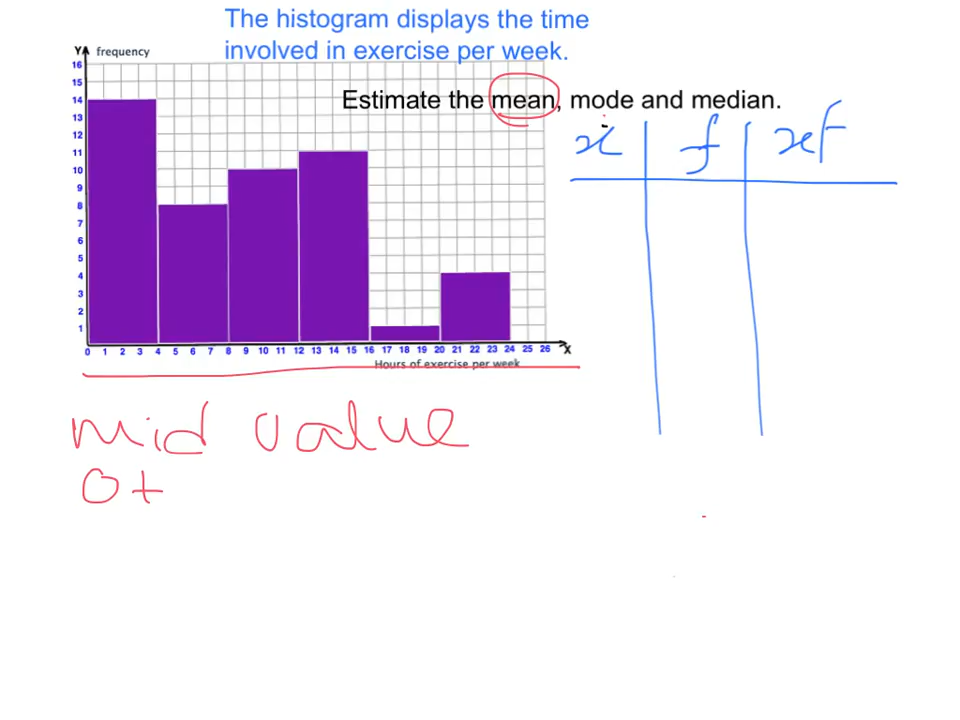 The histogram displays the time
involved in exercise per week.
Y frequency
Estimate the mean, mode and median.
16
15
14
13
12
11
10
9
8
7
6
5
4
3
2
1
0 1 2 3 4 5 6 7 8 9 10 11 12 13 14 15 16 17 18 19 20 21 22 23 24 25 26 X
Hours of exercise per week
x f xf
Mid value
0+